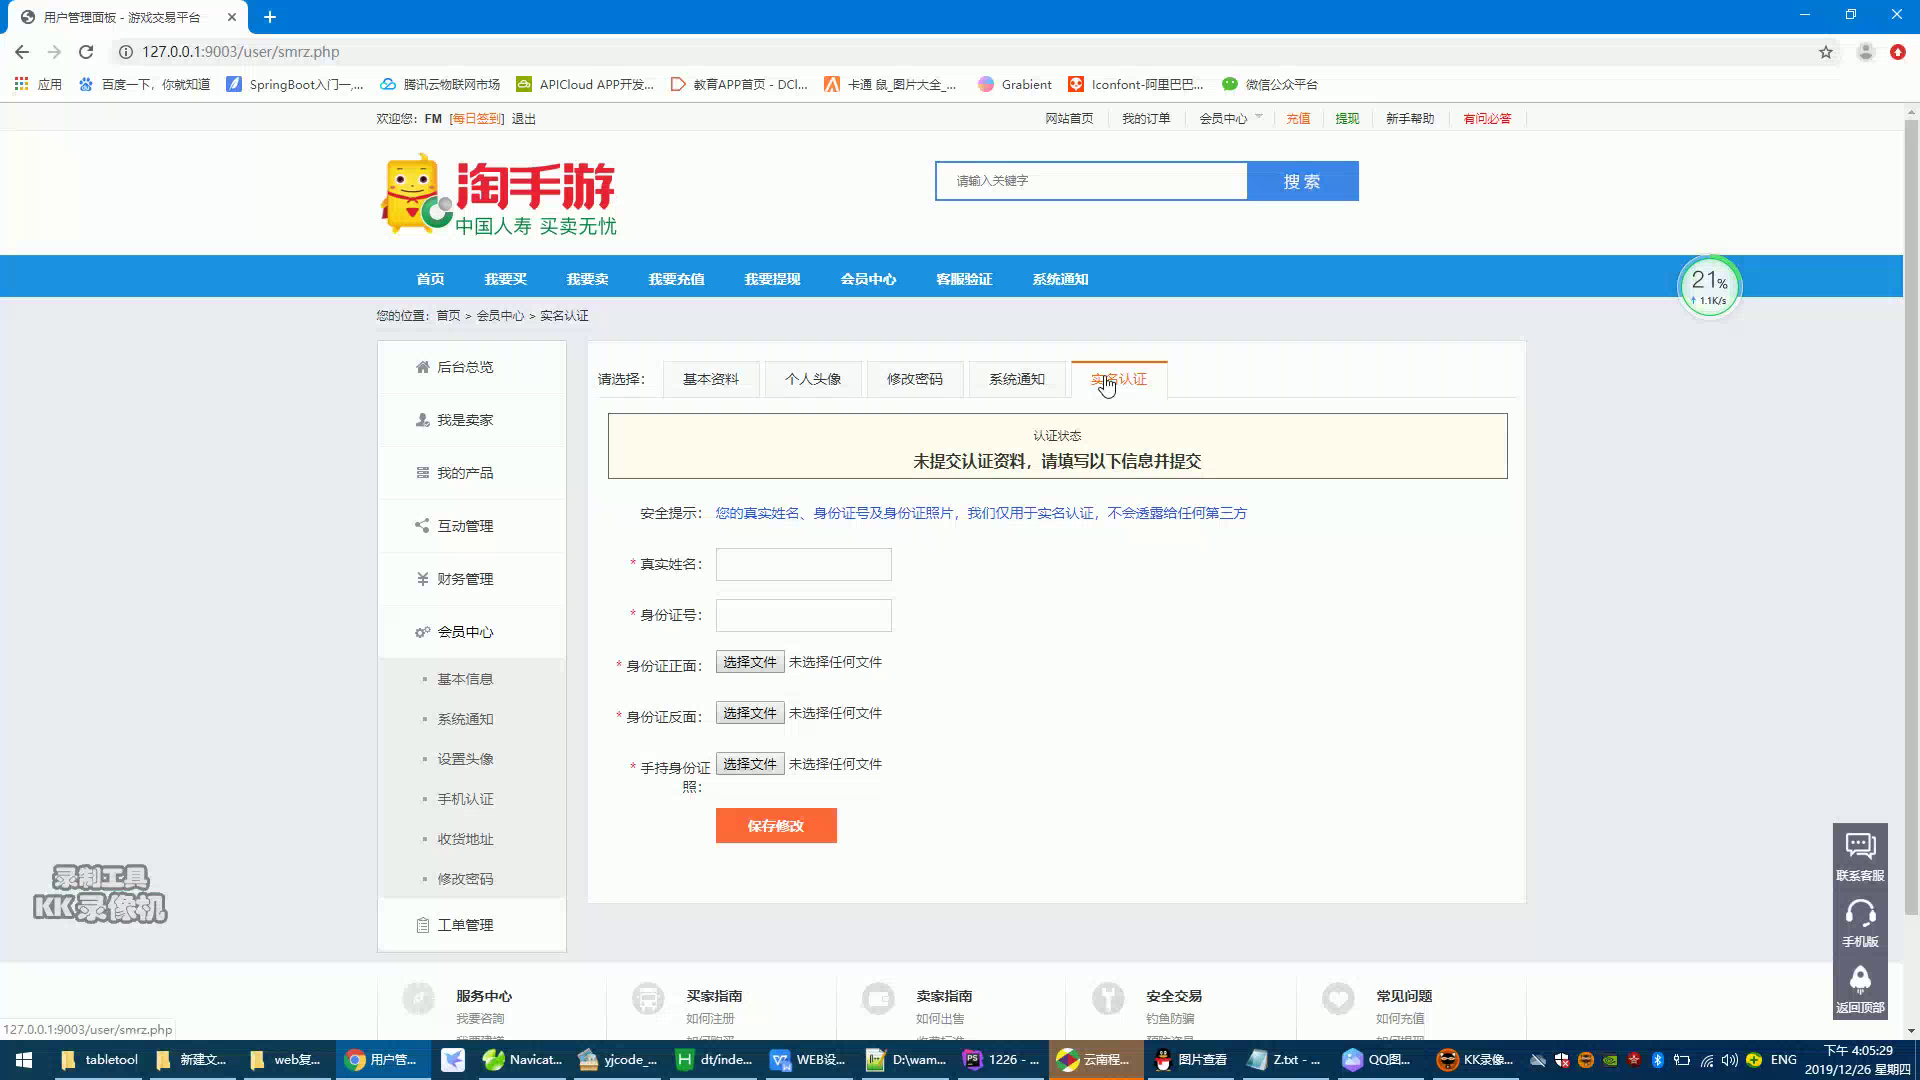 用户管理面板 - 游戏交易平台
127.0.0.1:9003/user/smrz.php
应用 百度一下，你就知道 SpringBoot入门一,... 腾讯云物联网市场 APICloud APP开发... 教育APP首页 - DCl... 卡通 鼠_图片大全_... Grabient Iconfont-阿里巴巴... 微信公众平台
欢迎您： FM [每日签到] 退出 网站首页 我的订单 会员中心 充值 提现 新手帮助 有问必答
淘手游
中国人寿 买卖无忧
请输入关键字 搜 索
首页 我要买 我要卖 我要充值 我要提现 会员中心 客服验证 系统通知
21%
↑ 1.1K/s
您的位置： 首页 > 会员中心 > 实名认证
后台总览
我是卖家
我的产品
互动管理
财务管理
会员中心
基本信息
系统通知
设置头像
手机认证
收货地址
修改密码
工单管理
请选择： 基本资料 个人头像 修改密码 系统通知 实名认证
认证状态
未提交认证资料，请填写以下信息并提交
安全提示： 您的真实姓名、身份证号及身份证照片，我们仅用于实名认证，不会透露给任何第三方
* 真实姓名：
* 身份证号：
* 身份证正面： 选择文件 未选择任何文件
* 身份证反面： 选择文件 未选择任何文件
* 手持身份证照： 选择文件 未选择任何文件
保存修改
联系客服
手机版
返回顶部
录制工具
KK录像机
服务中心 买家指南 卖家指南 安全交易 常见问题
我要咨询 如何注册 如何出售 钓鱼防骗 如何充值
127.0.0.1:9003/user/smrz.php
tabletool 新建文... web复... 用户管... Navicat... yjcode_... dt/inde... WEB设... D:\wam... 1226 - ... 云南程... 图片查看 Z.txt - ... QQ图... KK录像... ENG
下午 4:05:29
2019/12/26 星期四